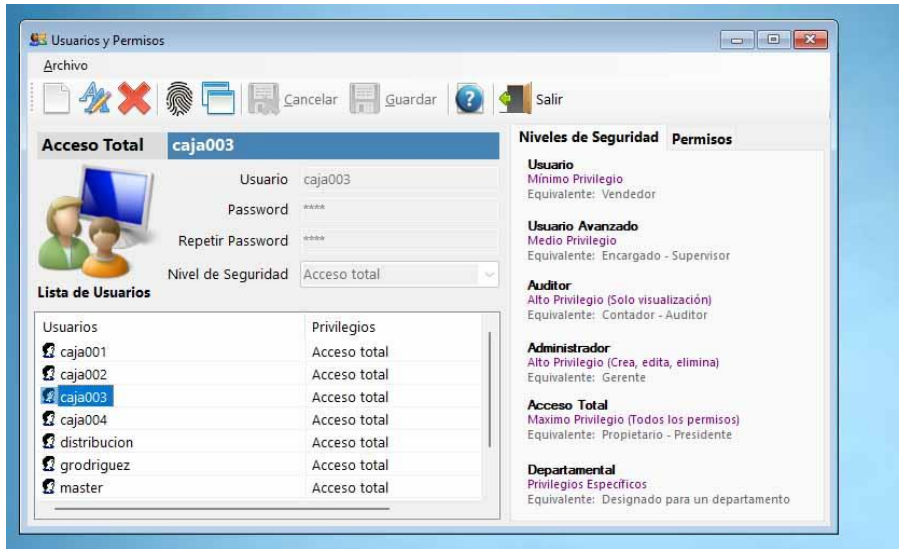 Usuarios y Permisos
Archivo
Cancelar Guardar Salir
Acceso Total caja003
Usuario caja003
Password ****
Repetir Password ****
Nivel de Seguridad Acceso total
Lista de Usuarios
Usuarios Privilegios
caja001 Acceso total
caja002 Acceso total
caja003 Acceso total
caja004 Acceso total
distribucion Acceso total
grodriguez Acceso total
master Acceso total
Niveles de Seguridad Permisos
Usuario
Mínimo Privilegio
Equivalente: Vendedor
Usuario Avanzado
Medio Privilegio
Equivalente: Encargado - Supervisor
Auditor
Alto Privilegio (Solo visualización)
Equivalente: Contador - Auditor
Administrador
Alto Privilegio (Crea, edita, elimina)
Equivalente: Gerente
Acceso Total
Maximo Privilegio (Todos los permisos)
Equivalente: Propietario - Presidente
Departamental
Privilegios Específicos
Equivalente: Designado para un departamento